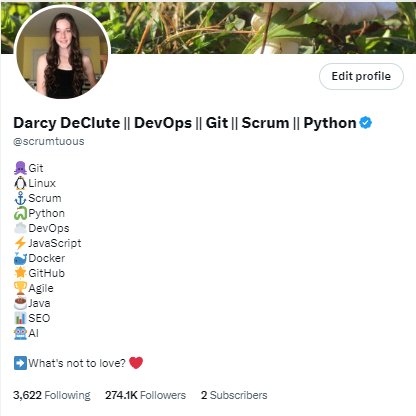 Edit profile
Darcy DeClute || DevOps || Git || Scrum || Python
@scrumtuous
Git
Linux
Scrum
Python
DevOps
JavaScript
Docker
GitHub
Agile
Java
SEO
AI
What's not to love?
3,622 Following 274.1K Followers 2 Subscribers